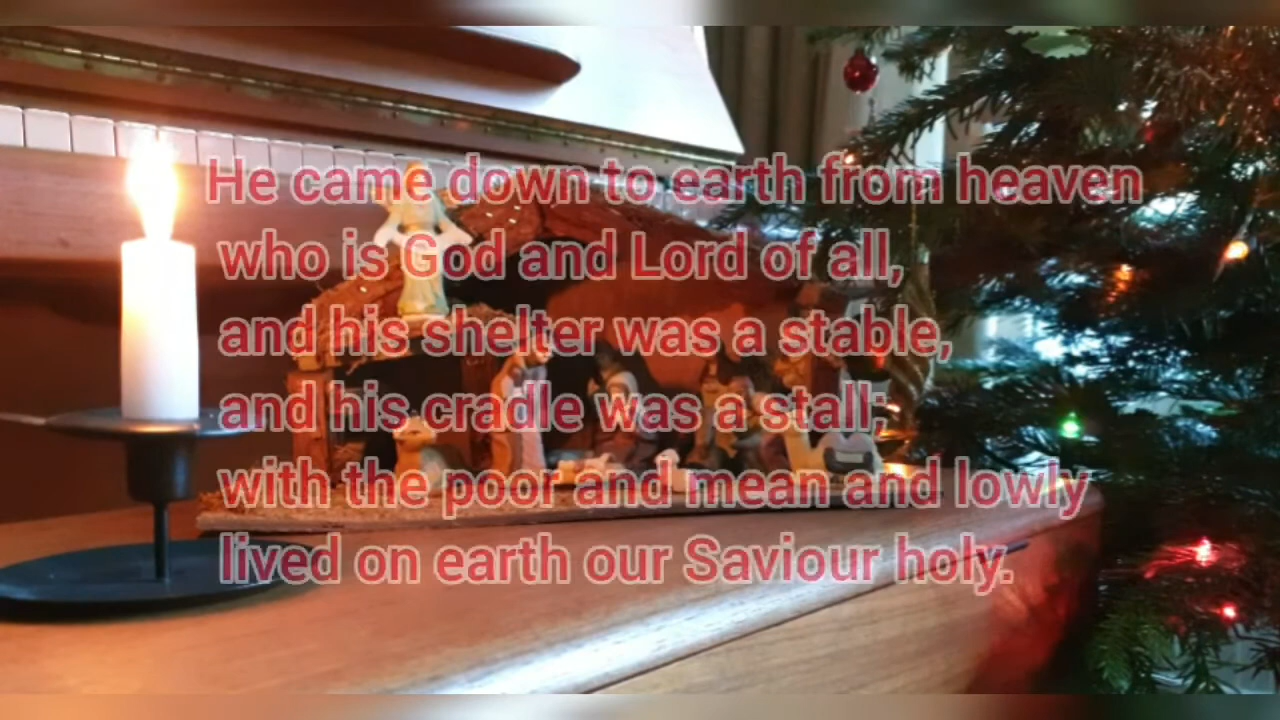 He came down to earth from heaven
who is God and Lord of all,
and his shelter was a stable,
and his cradle was a stall;
with the poor and mean and lowly
lived on earth our Saviour holy.